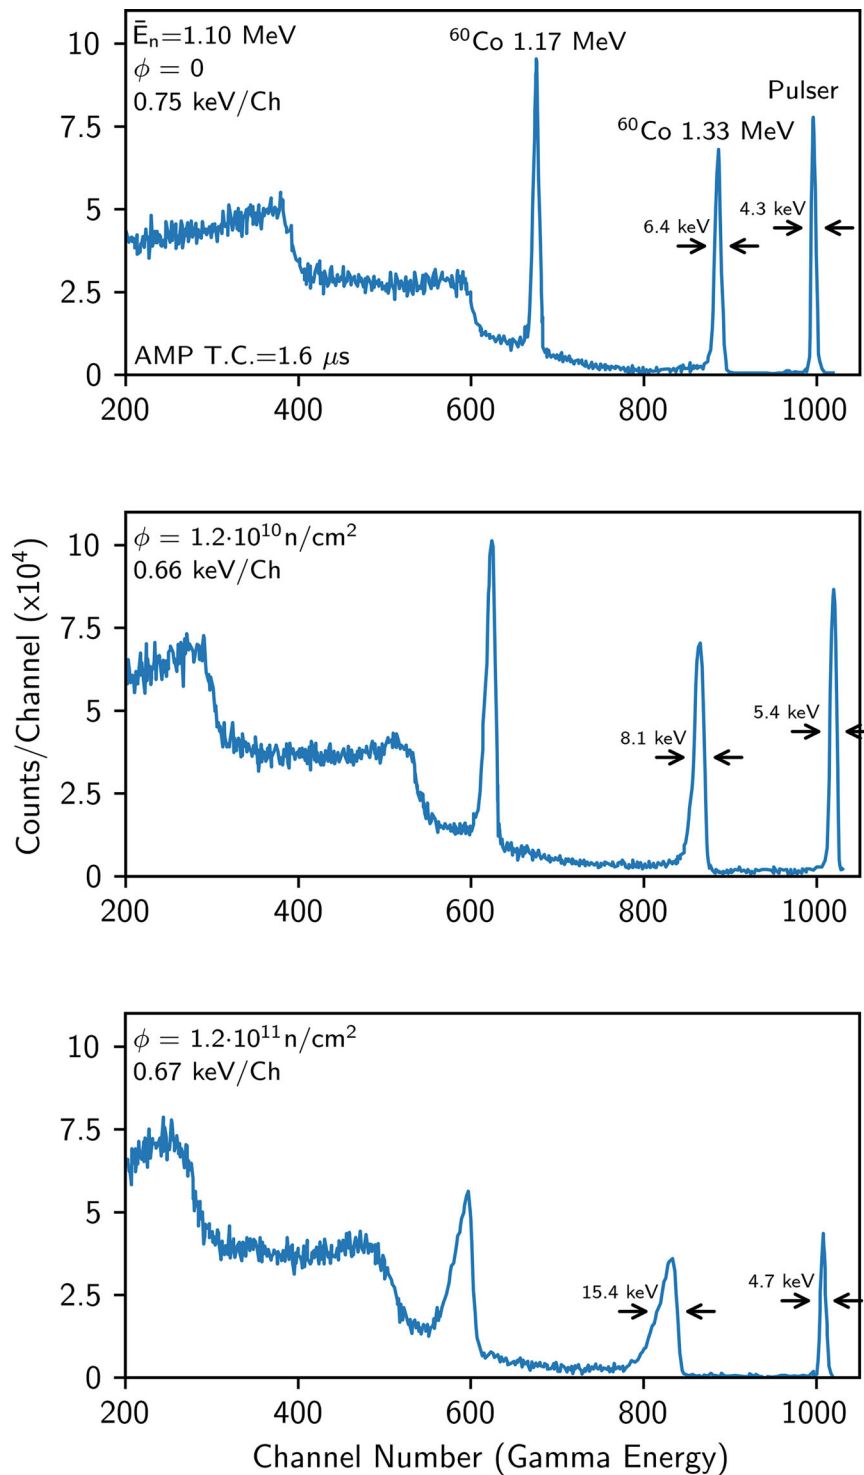 Ēₙ=1.10 MeV
ϕ = 0
0.75 keV/Ch
⁶⁰Co 1.17 MeV
Pulser
⁶⁰Co 1.33 MeV
6.4 keV
4.3 keV
AMP T.C.=1.6 μs
10
7.5
5
2.5
0
200 400 600 800 1000
ϕ = 1.2·10¹⁰n/cm²
0.66 keV/Ch
8.1 keV
5.4 keV
Counts/Channel (x10⁴)
10
7.5
5
2.5
0
200 400 600 800 1000
ϕ = 1.2·10¹¹n/cm²
0.67 keV/Ch
15.4 keV
4.7 keV
10
7.5
5
2.5
0
200 400 600 800 1000
Channel Number (Gamma Energy)